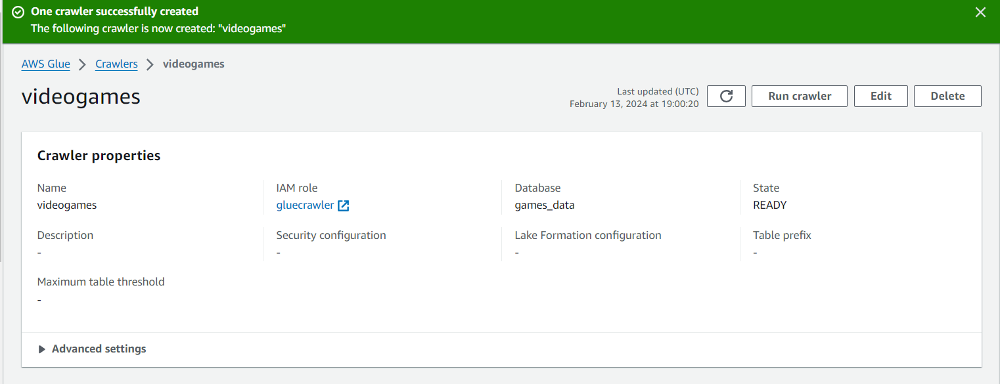 One crawler successfully created
The following crawler is now created: "videogames"
AWS Glue
Crawlers
videogames
videogames
Last updated (UTC)
February 13, 2024 at 19:00:20
Run crawler
Edit
Delete
Crawler properties
Name
videogames
IAM role
gluecrawler
Database
games_data
State
READY
Description
-
Security configuration
-
Lake Formation configuration
-
Table prefix
-
Maximum table threshold
-
Advanced settings